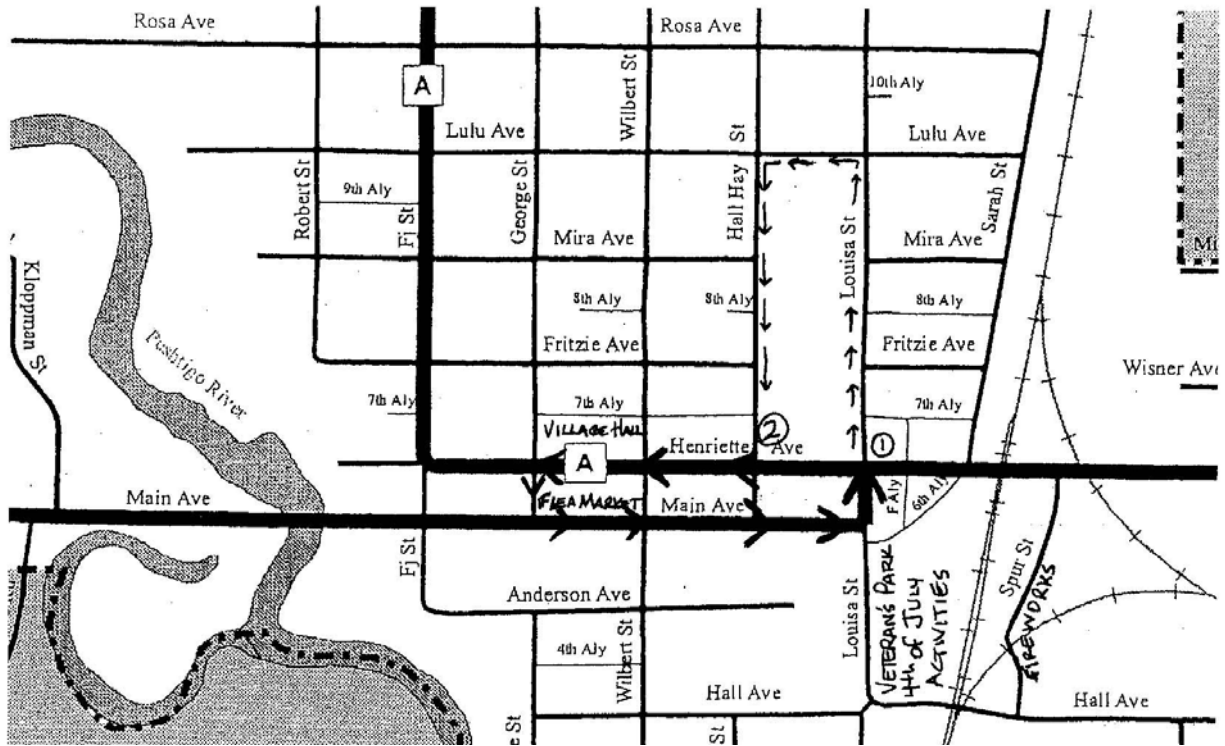 Rosa Ave
Rosa Ave
A
Wilbert St
10th Aly
Lulu Ave
St
Lulu Ave
Robert St
9th Aly
Fj St
George St
Hall Hay
Louisa St
Sarah St
Mira Ave
Mira Ave
Kloppman
St
8th Aly
8th Aly
8th Aly
Peshtigo River
Fritzie Ave
Fritzie Ave
Wisner Ave
7th Aly
7th Aly
7th Aly
VILLAGE HALL
2
Henriette Ave
1
A
Main Ave
FLEA MARKET
Main Ave
F Aly
6th Aly
Fj St
Anderson Ave
Louisa St
VETERANS PARK
4th of JULY
ACTIVITIES
Spur St
FIREWORKS
4th Aly
Wilbert St
Hall Ave
Hall Ave
e St
St